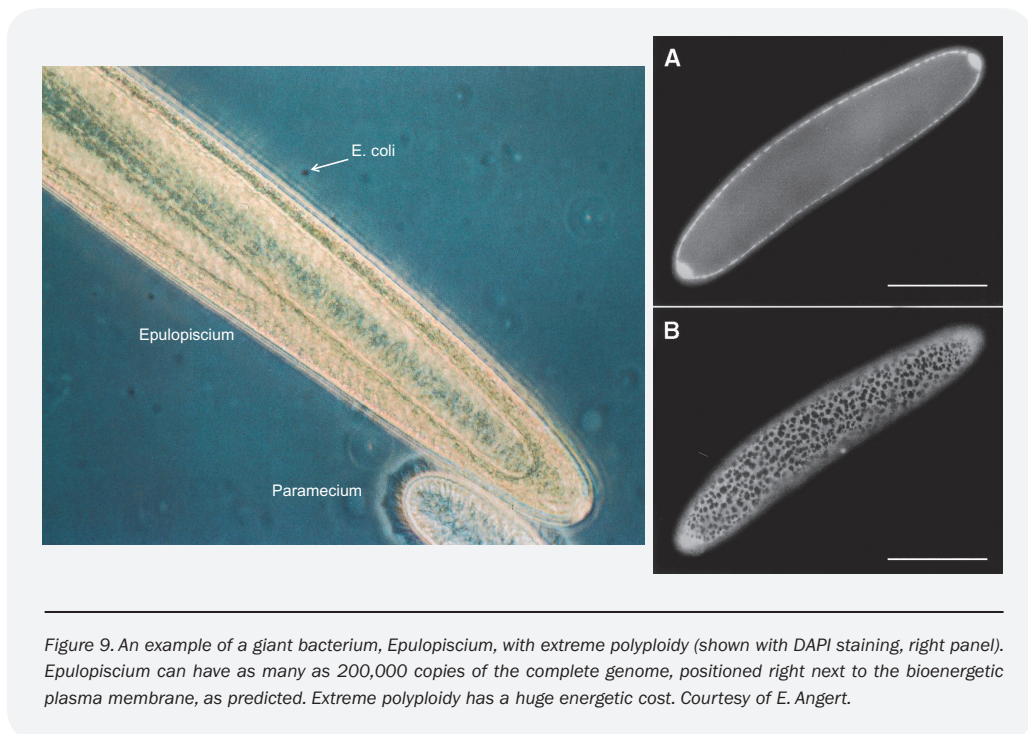 E. coli
Epulopiscium
Paramecium
A
B
Figure 9. An example of a giant bacterium, Epulopiscium, with extreme polyploidy (shown with DAPI staining, right panel).
Epulopiscium can have as many as 200,000 copies of the complete genome, positioned right next to the bioenergetic
plasma membrane, as predicted. Extreme polyploidy has a huge energetic cost. Courtesy of E. Angert.